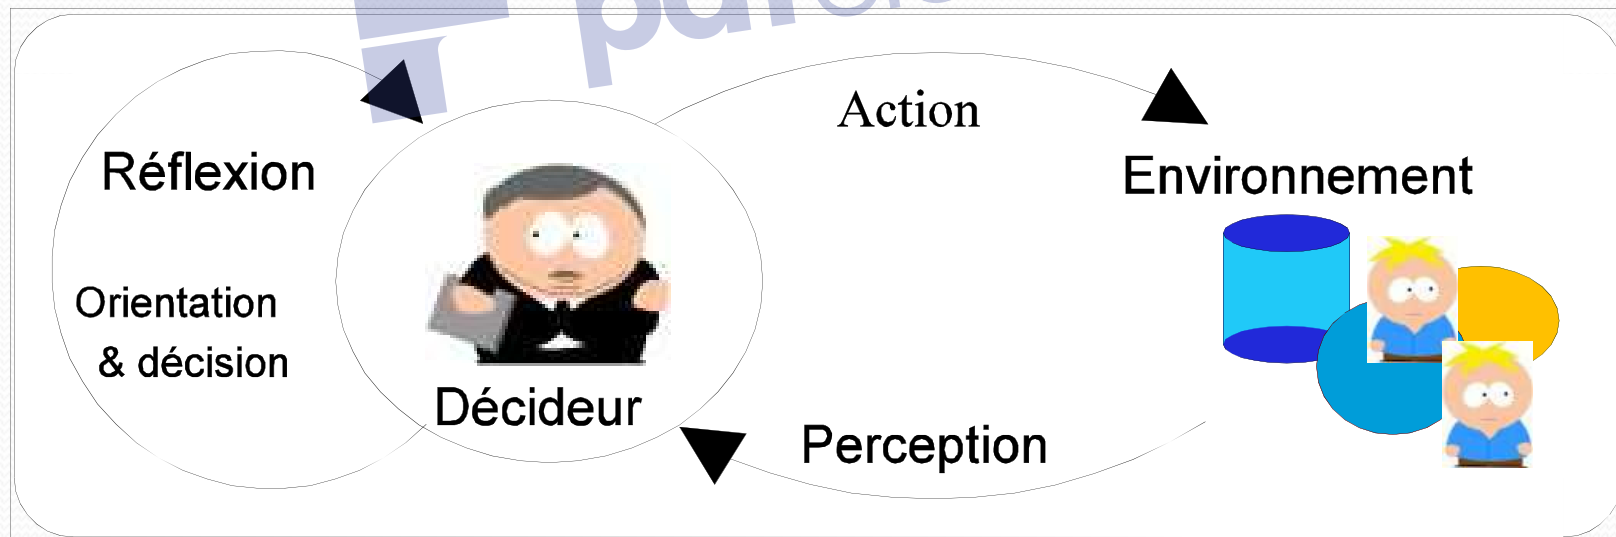 Action
Réflexion
Environnement
Orientation
& décision
Décideur
Perception